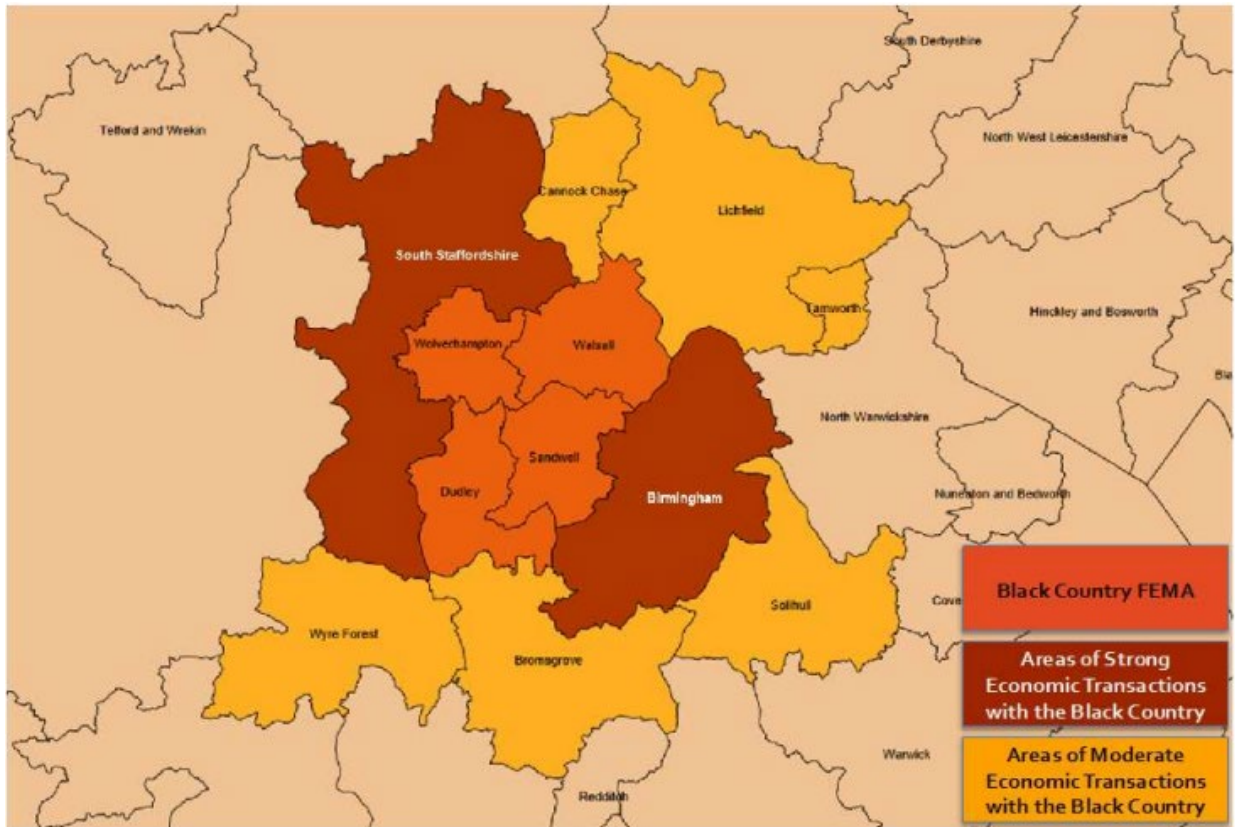 South Derbyshire
Telford and Wrekin
North West Leicestershire
Cannock Chase
Lichfield
South Staffordshire
Tamworth
Hinckley and Bosworth
Wolverhampton
Walsall
Bla
North Warwickshire
Sandwell
Dudley
Birmingham
Nuneaton and Bedworth
Black Country FEMA
Cove
Solihull
Wyre Forest
Bromsgrove
Areas of Strong
Economic Transactions
with the Black Country
Warwick
Areas of Moderate
Economic Transactions
with the Black Country
Redditch